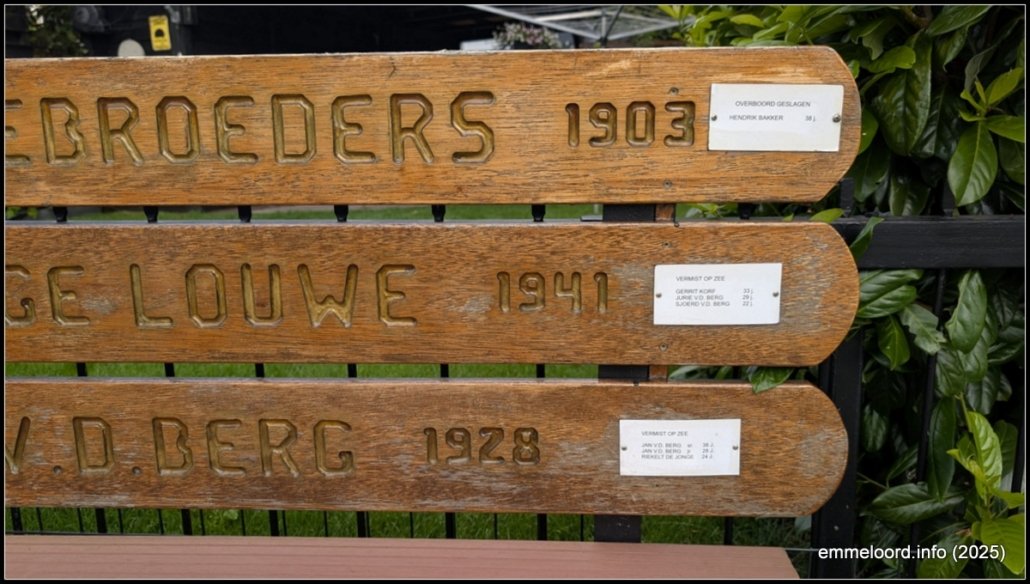 EBROEDERS 1903
OVERBOORD GESLAGEN
HENDRIK BAKKER 38 j.
GE LOUWE 1941
VERMIST OP ZEE
GERRIT KORF 33 j.
JURIE V.D. BERG 29 j.
SJOERD V.D. BERG 22 j.
V.D. BERG 1928
VERMIST OP ZEE
JAN V.D. BERG sr. 38 J.
JAN V.D. BERG jr. 28 J.
RIEKELT DE JONGE 24 J.
emmeloord.info (2025)